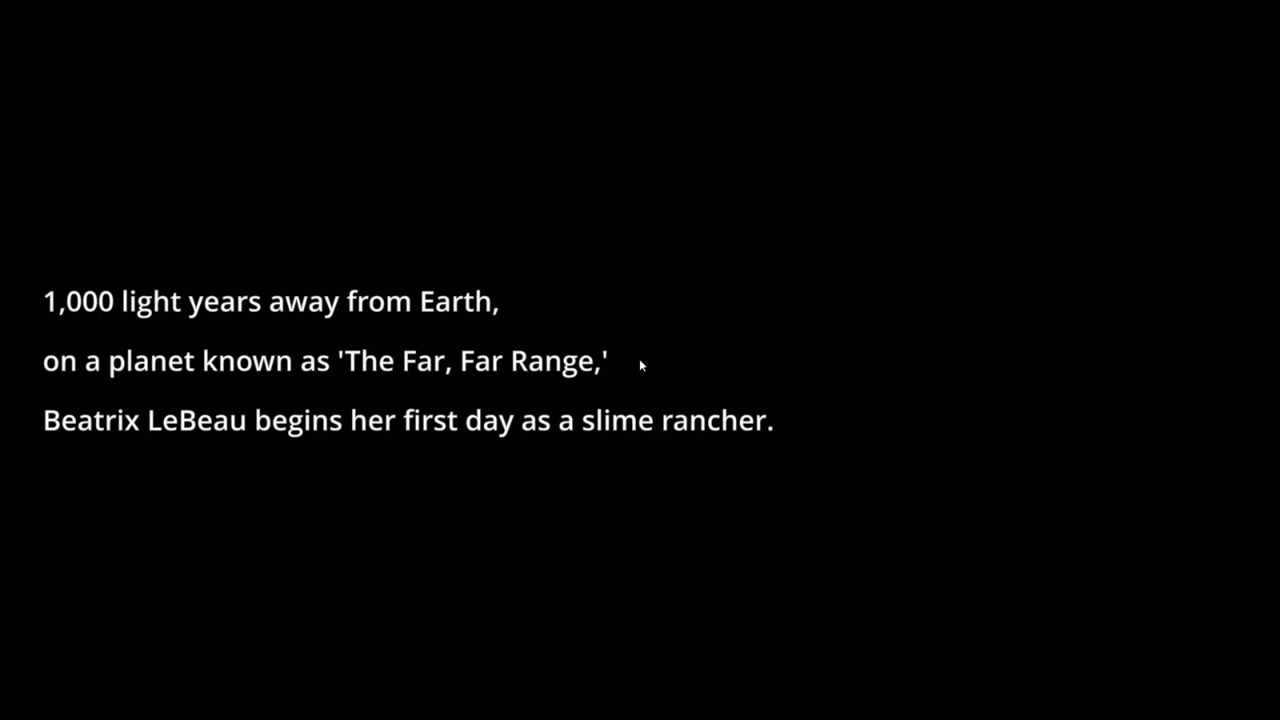 1,000 light years away from Earth,
on a planet known as 'The Far, Far Range,'
Beatrix LeBeau begins her first day as a slime rancher.